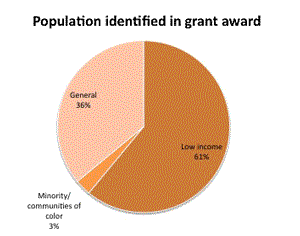 Population identified in grant award
General
36%
Low income
61%
Minority/
communities of
color
3%